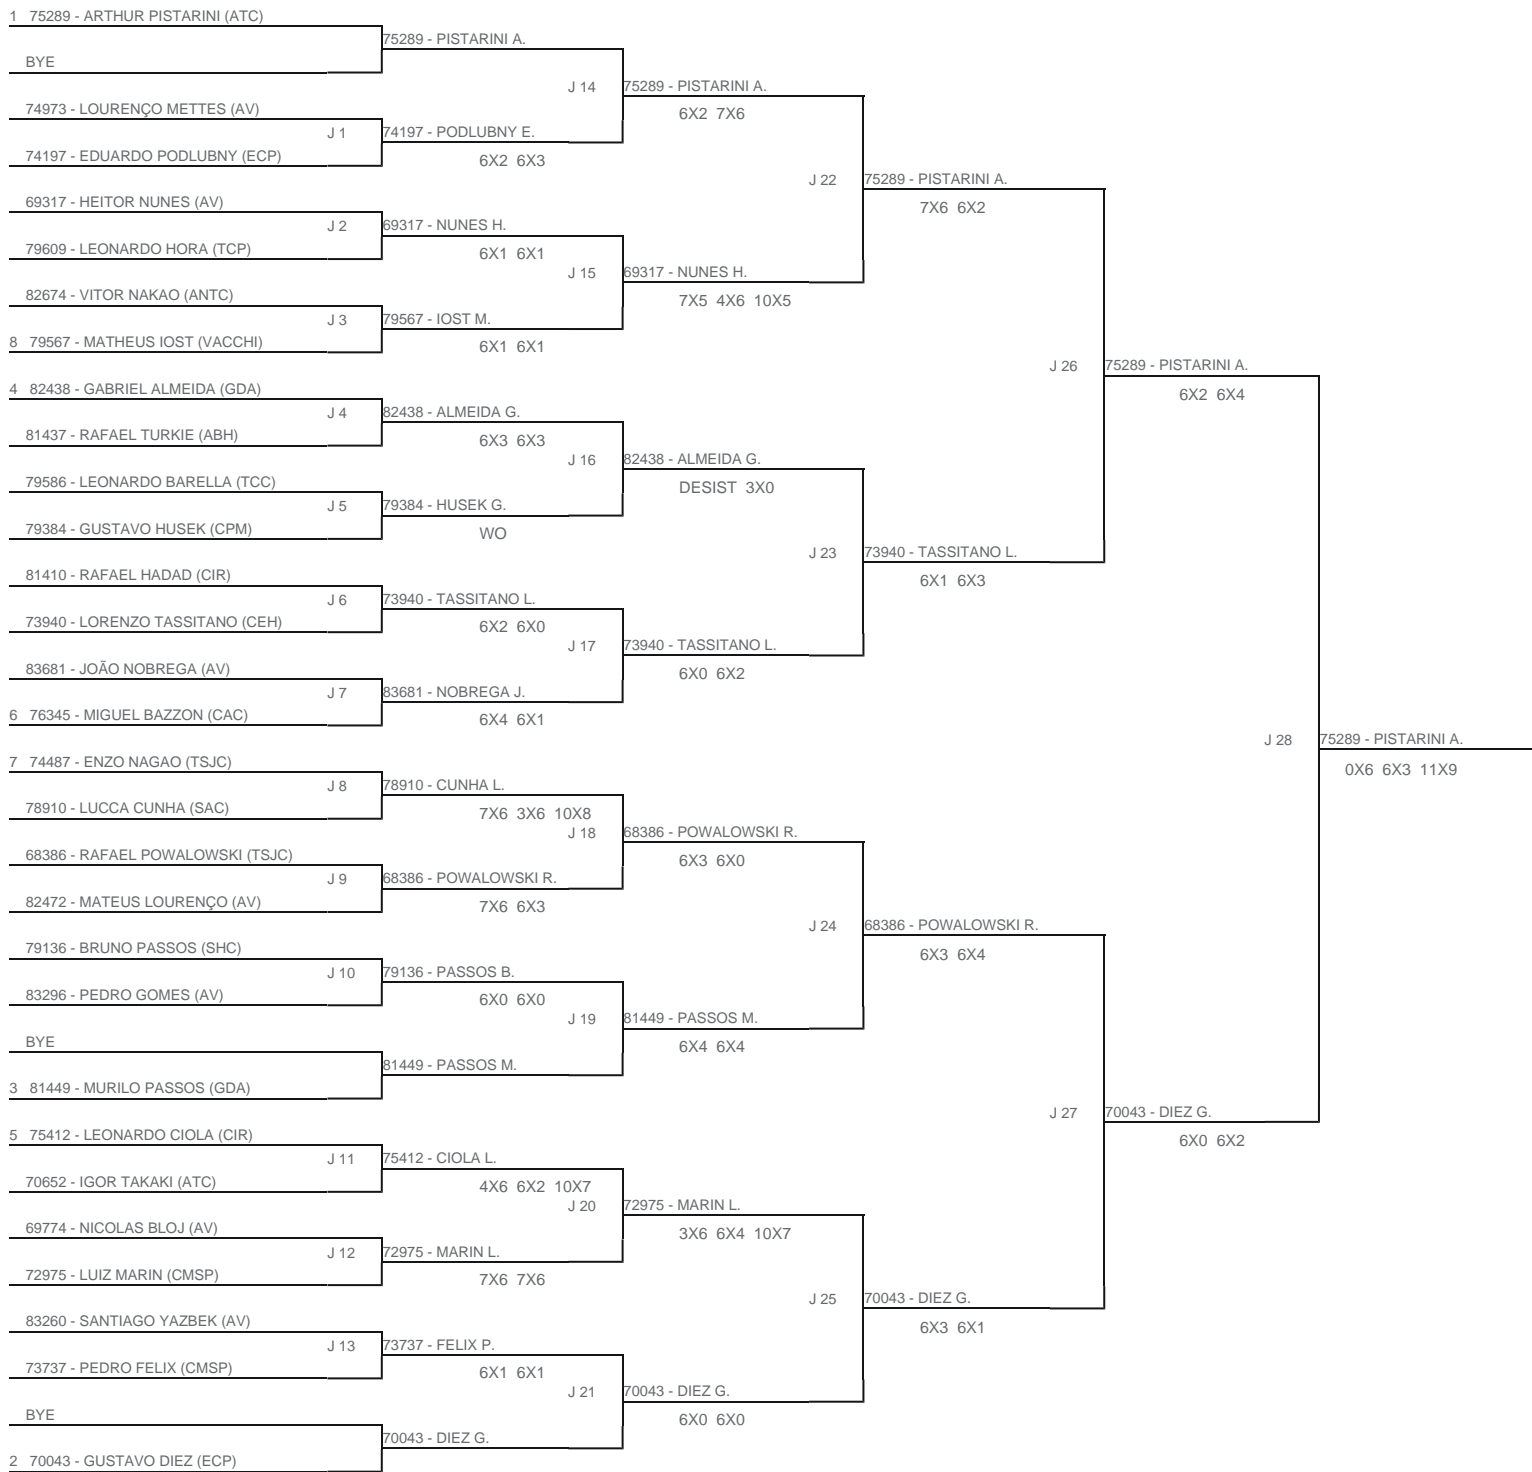 1 75289 - ARTHUR PISTARINI (ATC)
75289 - PISTARINI A.
BYE
J 14 75289 - PISTARINI A.
74973 - LOURENÇO METTES (AV)
6X2 7X6
J 1 74197 - PODLUBNY E.
74197 - EDUARDO PODLUBNY (ECP)
6X2 6X3
J 22 75289 - PISTARINI A.
69317 - HEITOR NUNES (AV)
7X6 6X2
J 2 69317 - NUNES H.
79609 - LEONARDO HORA (TCP)
6X1 6X1
J 15 69317 - NUNES H.
82674 - VITOR NAKAO (ANTC)
7X5 4X6 10X5
J 3 79567 - IOST M.
8 79567 - MATHEUS IOST (VACCHI)
6X1 6X1
J 26 75289 - PISTARINI A.
4 82438 - GABRIEL ALMEIDA (GDA)
6X2 6X4
J 4 82438 - ALMEIDA G.
81437 - RAFAEL TURKIE (ABH)
6X3 6X3
J 16 82438 - ALMEIDA G.
79586 - LEONARDO BARELLA (TCC)
DESIST 3X0
J 5 79384 - HUSEK G.
79384 - GUSTAVO HUSEK (CPM)
WO
J 23 73940 - TASSITANO L.
81410 - RAFAEL HADAD (CIR)
6X1 6X3
J 6 73940 - TASSITANO L.
73940 - LORENZO TASSITANO (CEH)
6X2 6X0
J 17 73940 - TASSITANO L.
83681 - JOÃO NOBREGA (AV)
6X0 6X2
J 7 83681 - NOBREGA J.
6 76345 - MIGUEL BAZZON (CAC)
6X4 6X1
J 28 75289 - PISTARINI A.
7 74487 - ENZO NAGAO (TSJC)
0X6 6X3 11X9
J 8 78910 - CUNHA L.
78910 - LUCCA CUNHA (SAC)
7X6 3X6 10X8
J 18 68386 - POWALOWSKI R.
68386 - RAFAEL POWALOWSKI (TSJC)
6X3 6X0
J 9 68386 - POWALOWSKI R.
82472 - MATEUS LOURENÇO (AV)
7X6 6X3
J 24 68386 - POWALOWSKI R.
79136 - BRUNO PASSOS (SHC)
6X3 6X4
J 10 79136 - PASSOS B.
83296 - PEDRO GOMES (AV)
6X0 6X0
J 19 81449 - PASSOS M.
BYE
6X4 6X4
81449 - PASSOS M.
3 81449 - MURILO PASSOS (GDA)
J 27 70043 - DIEZ G.
5 75412 - LEONARDO CIOLA (CIR)
6X0 6X2
J 11 75412 - CIOLA L.
70652 - IGOR TAKAKI (ATC)
4X6 6X2 10X7
J 20 72975 - MARIN L.
69774 - NICOLAS BLOJ (AV)
3X6 6X4 10X7
J 12 72975 - MARIN L.
72975 - LUIZ MARIN (CMSP)
7X6 7X6
J 25 70043 - DIEZ G.
83260 - SANTIAGO YAZBEK (AV)
6X3 6X1
J 13 73737 - FELIX P.
73737 - PEDRO FELIX (CMSP)
6X1 6X1
J 21 70043 - DIEZ G.
BYE
6X0 6X0
70043 - DIEZ G.
2 70043 - GUSTAVO DIEZ (ECP)